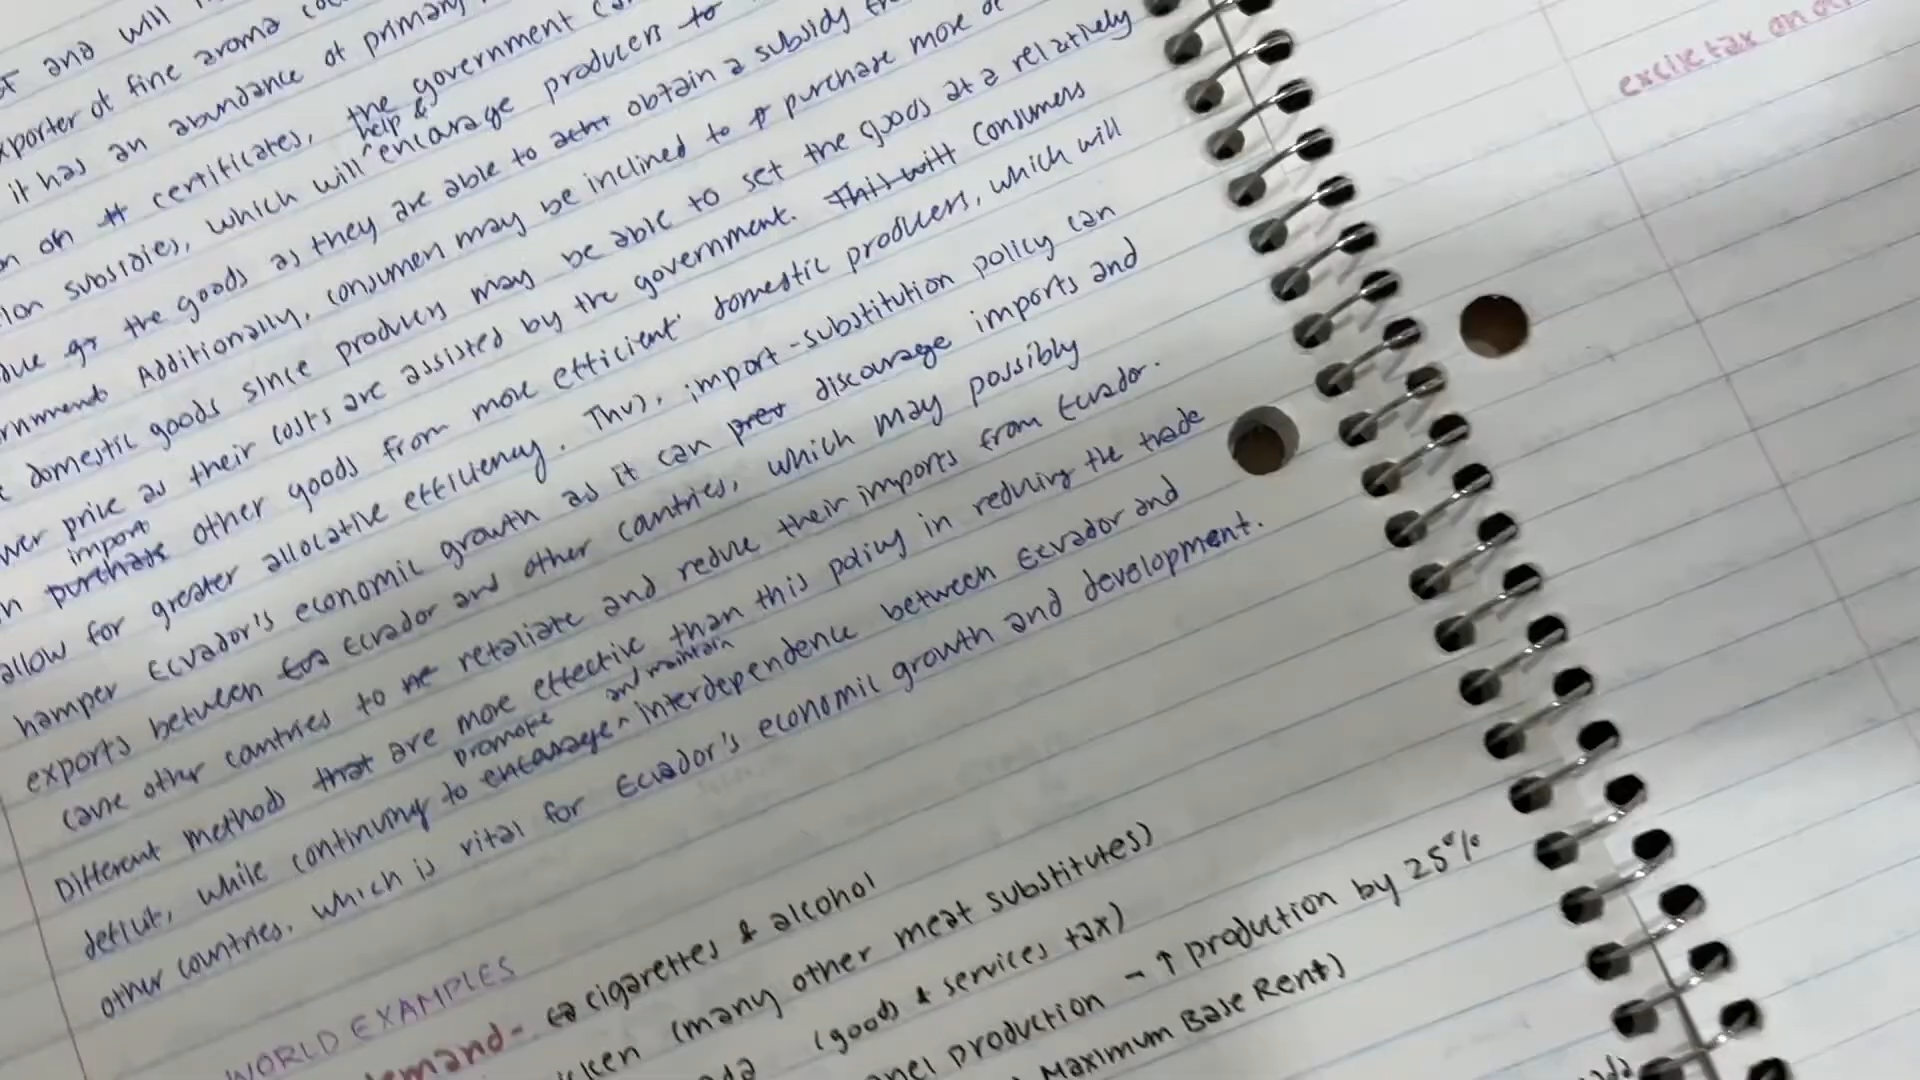 and will
exporter of fine aroma
it has an abundance of primary
on certificates, the government
subsidies, which will help & encourage producers to
the goods as they are able to obtain a subsidy
Additionally, consumers may be inclined to purchase more
domestic goods since producers may be able to set the goods at a relatively
price as their costs are assisted by the government. This will Consumers
purchase import other goods from more efficient domestic producers, which will
allow for greater allocative efficiency. Thus, import-substitution policy can
hamper Ecuador's economic growth as it can discourage imports and
exports between Ecuador and other countries, which may possibly
cause other countries to retaliate and reduce their imports from Ecuador.
Different methods that are more effective than this policy in reducing the trade
deficit, while continuing to encourage promote and maintain interdependence between Ecuador and
other countries, which is vital for Ecuador's economic growth and development.
WORLD EXAMPLES
cigarettes & alcohol
(many other meat substitutes)
(goods & services tax)
production - ↑ production by 25%
Maximum Base Rent)
excise tax on